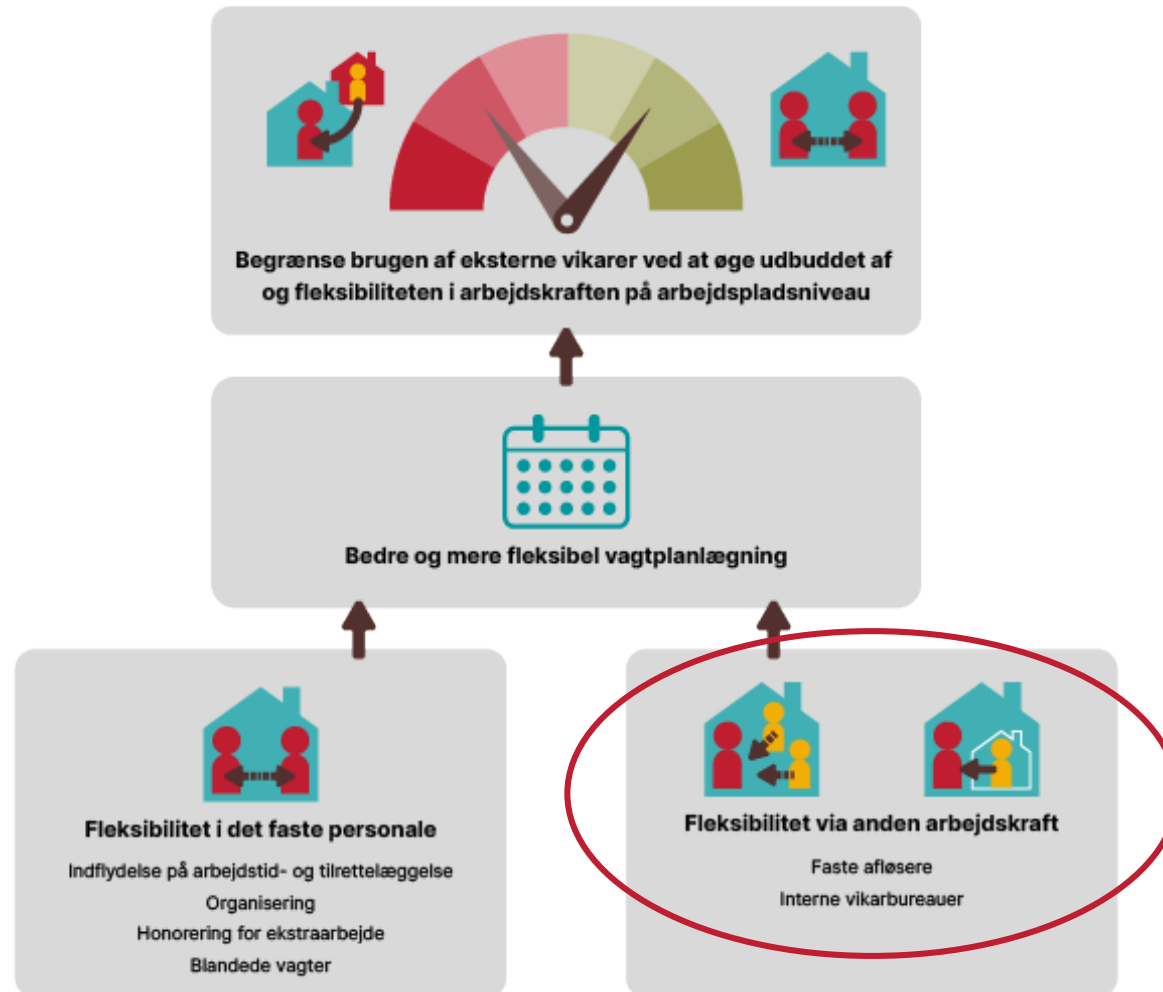 Begrænse brugen af eksterne vikarer ved at øge udbuddet af
og fleksibiliteten i arbejdskraften på arbejdspladsniveau
Bedre og mere fleksibel vagtplanlægning
Fleksibilitet i det faste personale
Indflydelse på arbejdstid- og tilrettelæggelse
Organisering
Honorering for ekstraarbejde
Blandede vagter
Fleksibilitet via anden arbejdskraft
Faste afløsere
Interne vikarbureauer